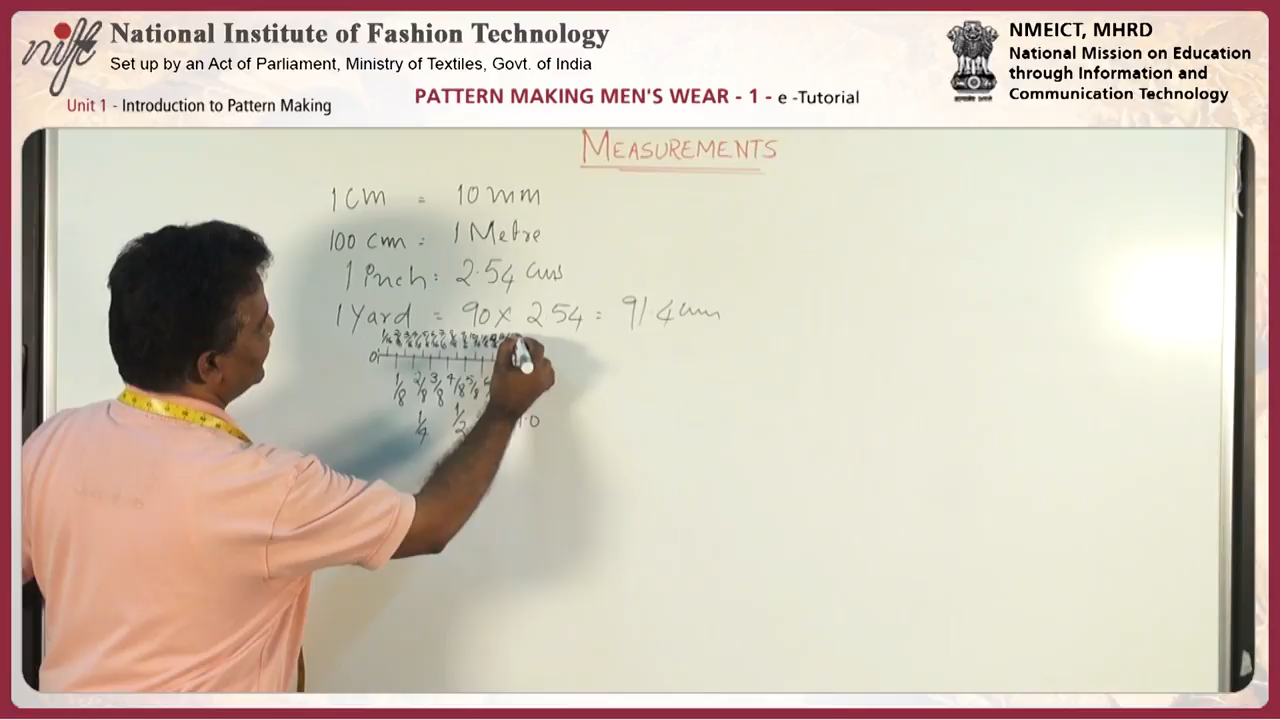 nift
National Institute of Fashion Technology
Set up by an Act of Parliament, Ministry of Textiles, Govt. of India
Unit 1 - Introduction to Pattern Making
PATTERN MAKING MEN'S WEAR - 1 - e -Tutorial
NMEICT, MHRD
National Mission on Education
through Information and
Communication Technology
MEASUREMENTS
1 Cm = 10 mm
100 cm = 1 Metre
1 inch = 2.54 cms
1 Yard = 90 X 2.54 = 91.4 cm
0
1/8 2/8 3/8 4/8 5/8
1/4 1/2 1.0